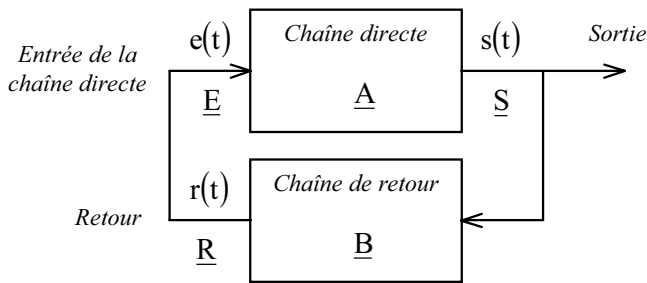 Entrée de la
chaîne directe
e(t)
E
Chaîne directe
A
s(t)
S
Sortie
Retour
r(t)
R
Chaîne de retour
B